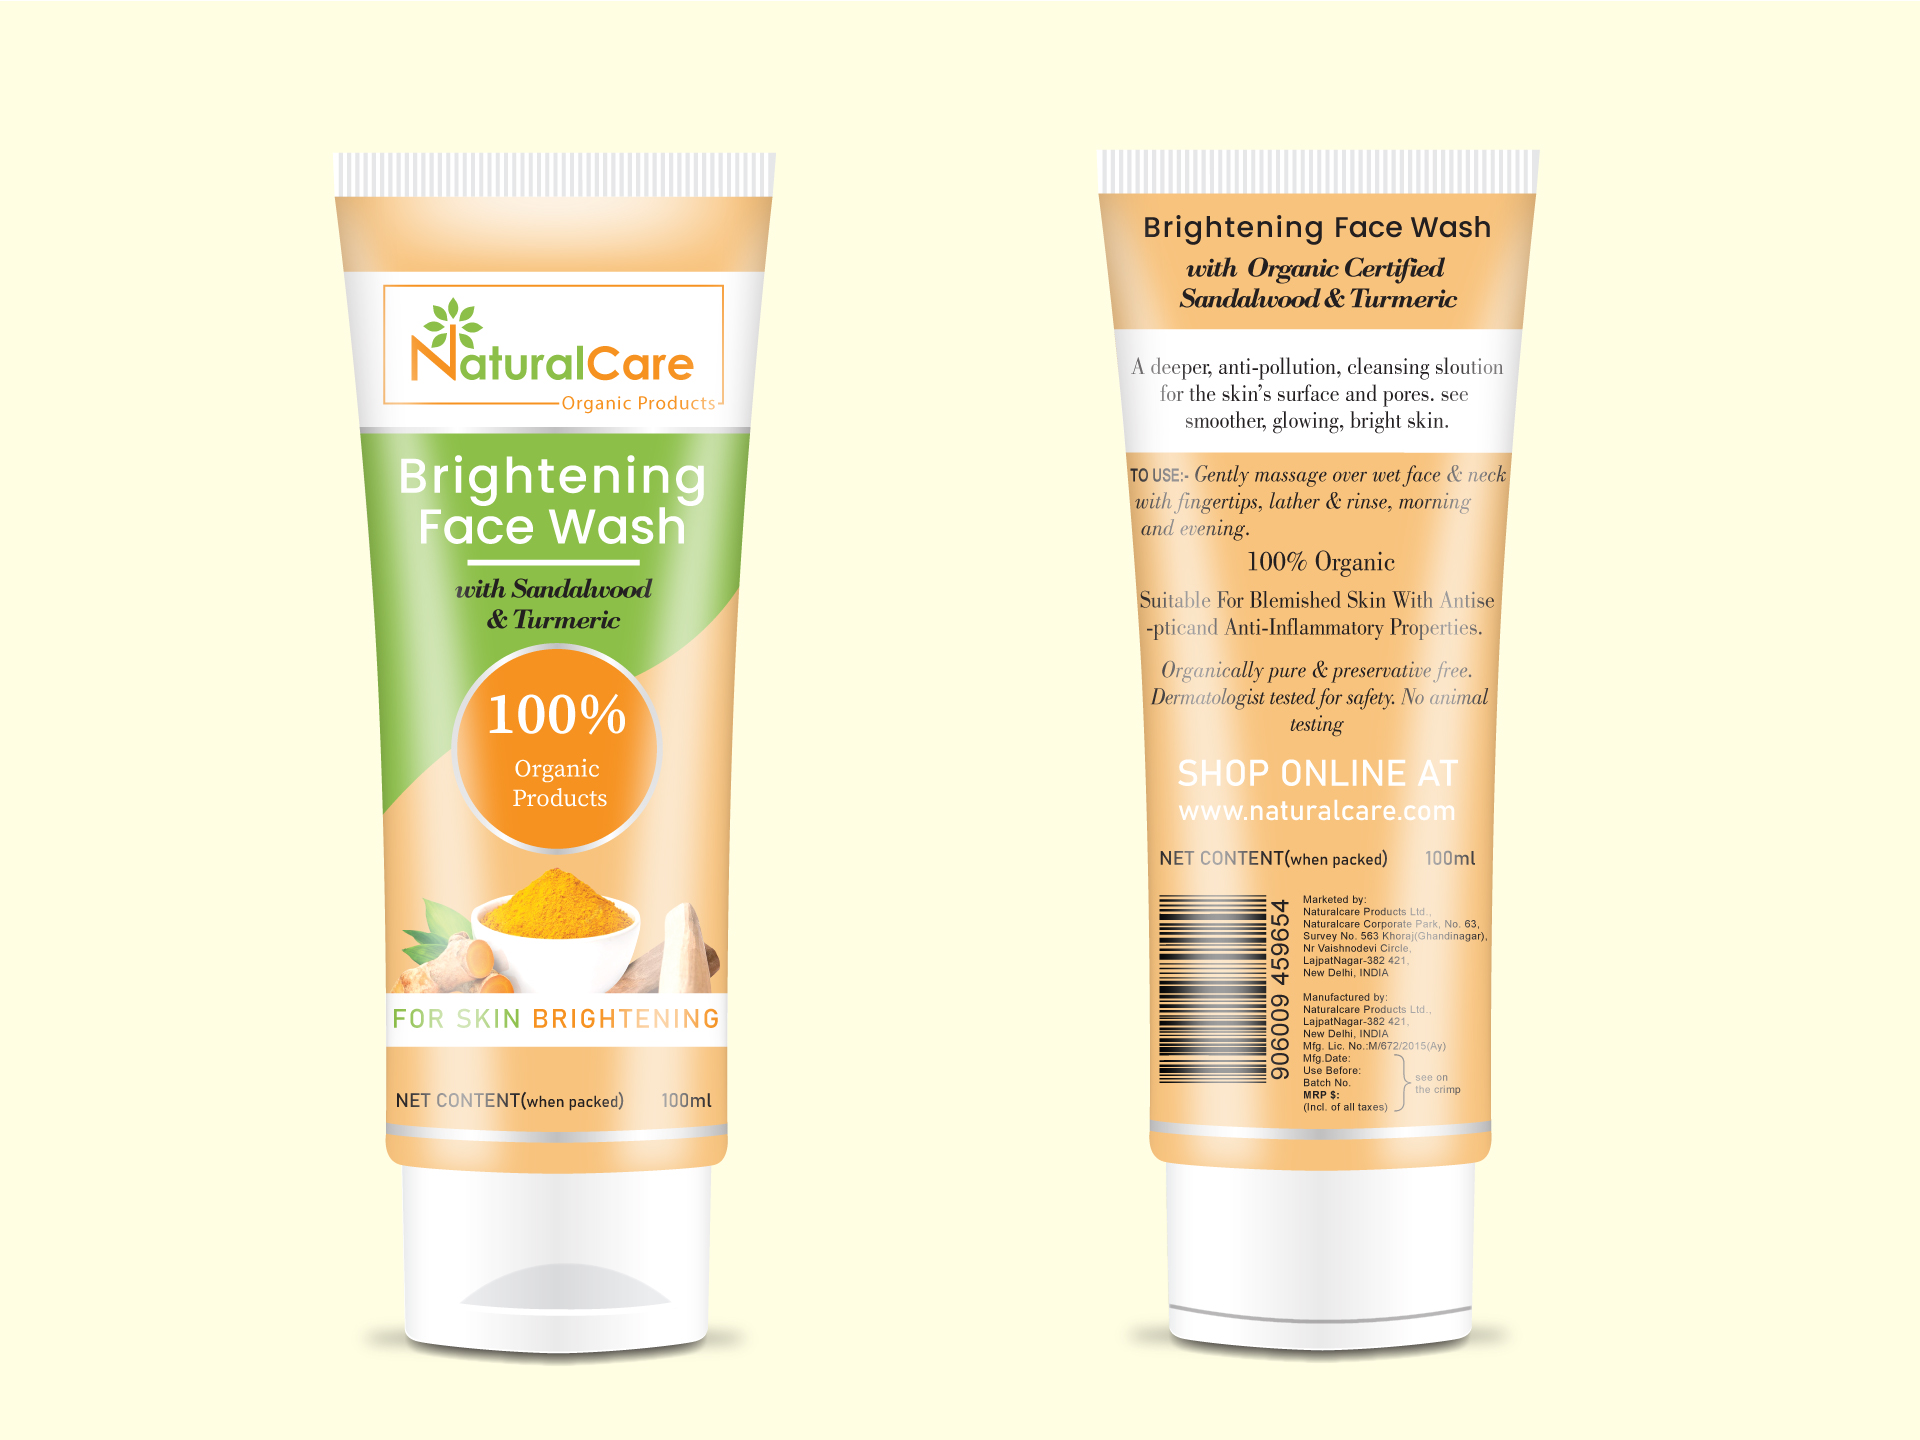 NaturalCare
Organic Products
Brightening
Face Wash
with Sandalwood
& Turmeric
100%
Organic
Products
FOR SKIN BRIGHTENING
NET CONTENT(when packed) 100ml
Brightening Face Wash
with Organic Certified
Sandalwood & Turmeric
A deeper, anti-pollution, cleansing sloution
for the skin's surface and pores. see
smoother, glowing, bright skin.
TO USE:- Gently massage over wet face & neck
with fingertips, lather & rinse, morning
and evening.
100% Organic
Suitable For Blemished Skin With Antise
-pticand Anti-Inflammatory Properties.
Organically pure & preservative free.
Dermatologist tested for safety. No animal
testing
SHOP ONLINE AT
www.naturalcare.com
NET CONTENT(when packed) 100ml
906009 459654
Marketed by:
Naturalcare Products Ltd.,
Naturalcare Corporate Park, No. 63,
Survey No. 563 Khoraj(Ghandinagar),
Nr Vaishnodevi Circle,
LajpatNagar-382 421,
New Delhi, INDIA
Manufactured by:
Naturalcare Products Ltd.,
LajpatNagar-382 421,
New Delhi, INDIA
Mfg. Lic. No.:M/672/2015(Ay)
Mfg.Date:
Use Before:
Batch No.
MRP $:
(Incl. of all taxes)
see on
the crimp